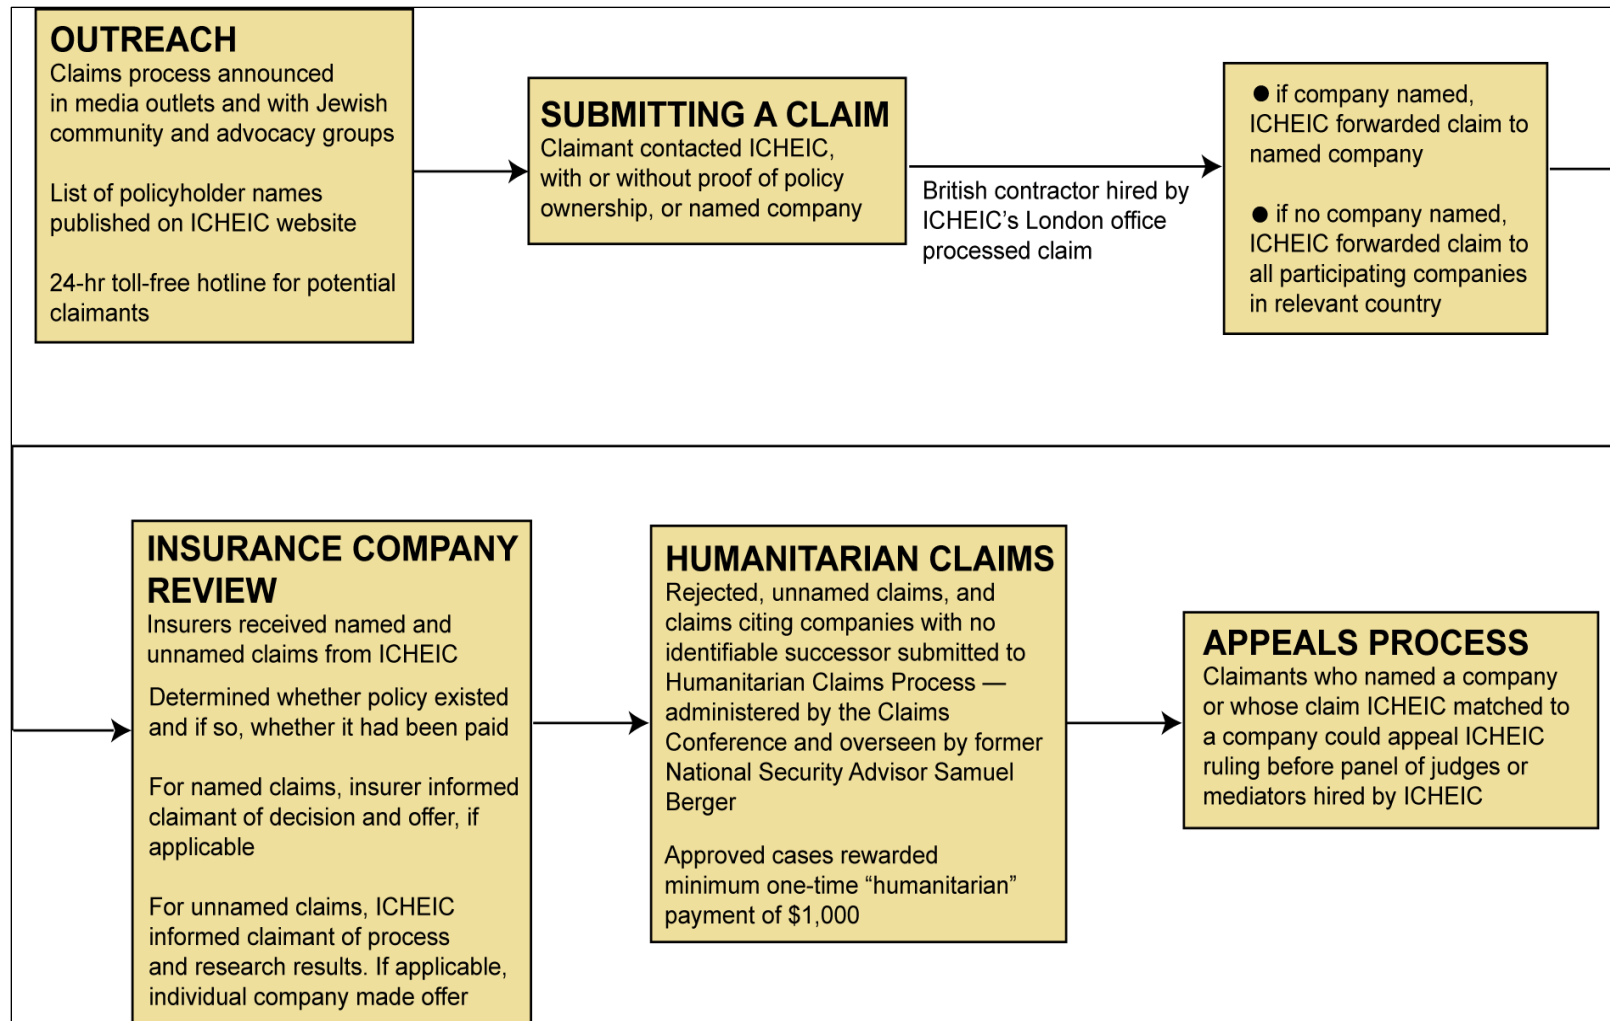 OUTREACH
Claims process announced
in media outlets and with Jewish
community and advocacy groups
List of policyholder names
published on ICHEIC website
24-hr toll-free hotline for potential
claimants
SUBMITTING A CLAIM
Claimant contacted ICHEIC,
with or without proof of policy
ownership, or named company
British contractor hired by
ICHEIC’s London office
processed claim
● if company named,
ICHEIC forwarded claim to
named company
● if no company named,
ICHEIC forwarded claim to
all participating companies
in relevant country
INSURANCE COMPANY
REVIEW
Insurers received named and
unnamed claims from ICHEIC
Determined whether policy existed
and if so, whether it had been paid
For named claims, insurer informed
claimant of decision and offer, if
applicable
For unnamed claims, ICHEIC
informed claimant of process
and research results. If applicable,
individual company made offer
HUMANITARIAN CLAIMS
Rejected, unnamed claims, and
claims citing companies with no
identifiable successor submitted to
Humanitarian Claims Process —
administered by the Claims
Conference and overseen by former
National Security Advisor Samuel
Berger
Approved cases rewarded
minimum one-time “humanitarian”
payment of $1,000
APPEALS PROCESS
Claimants who named a company
or whose claim ICHEIC matched to
a company could appeal ICHEIC
ruling before panel of judges or
mediators hired by ICHEIC